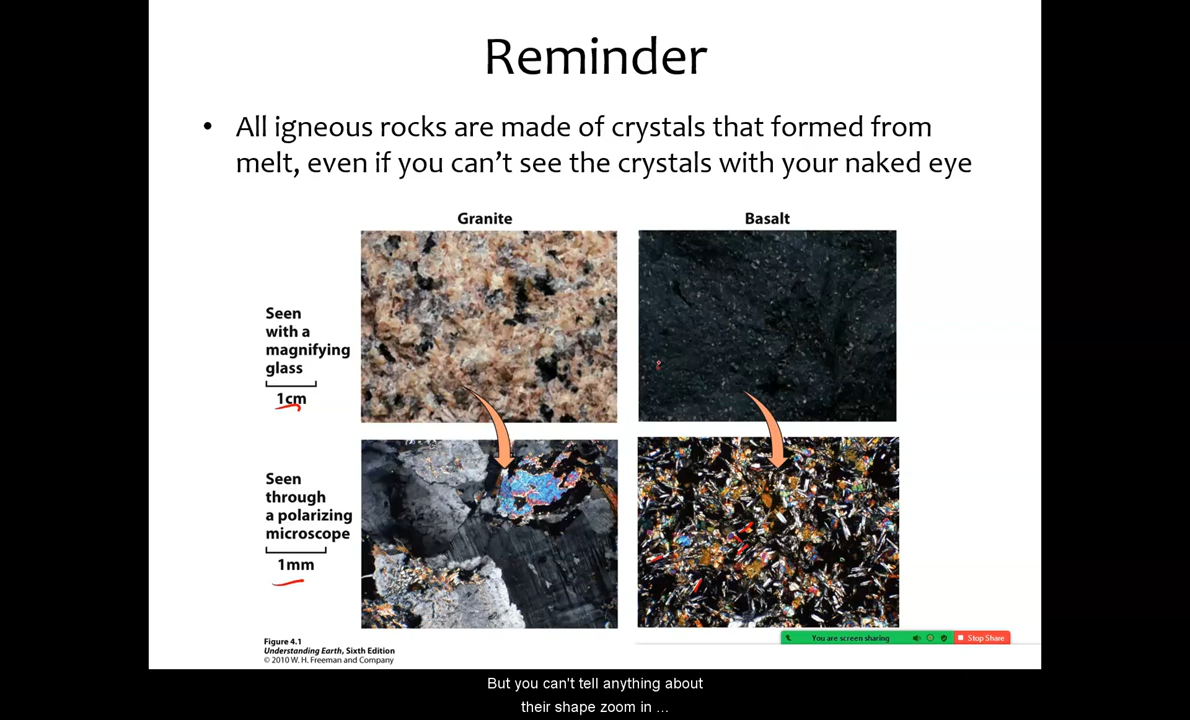 Reminder
• All igneous rocks are made of crystals that formed from
melt, even if you can't see the crystals with your naked eye
Granite
Basalt
Seen
with a
magnifying
glass
1cm
Seen
through
a polarizing
microscope
1mm
Figure 4.1
Understanding Earth, Sixth Edition
© 2010 W. H. Freeman and Company
You are screen sharing
Stop Share
But you can't tell anything about
their shape zoom in ...